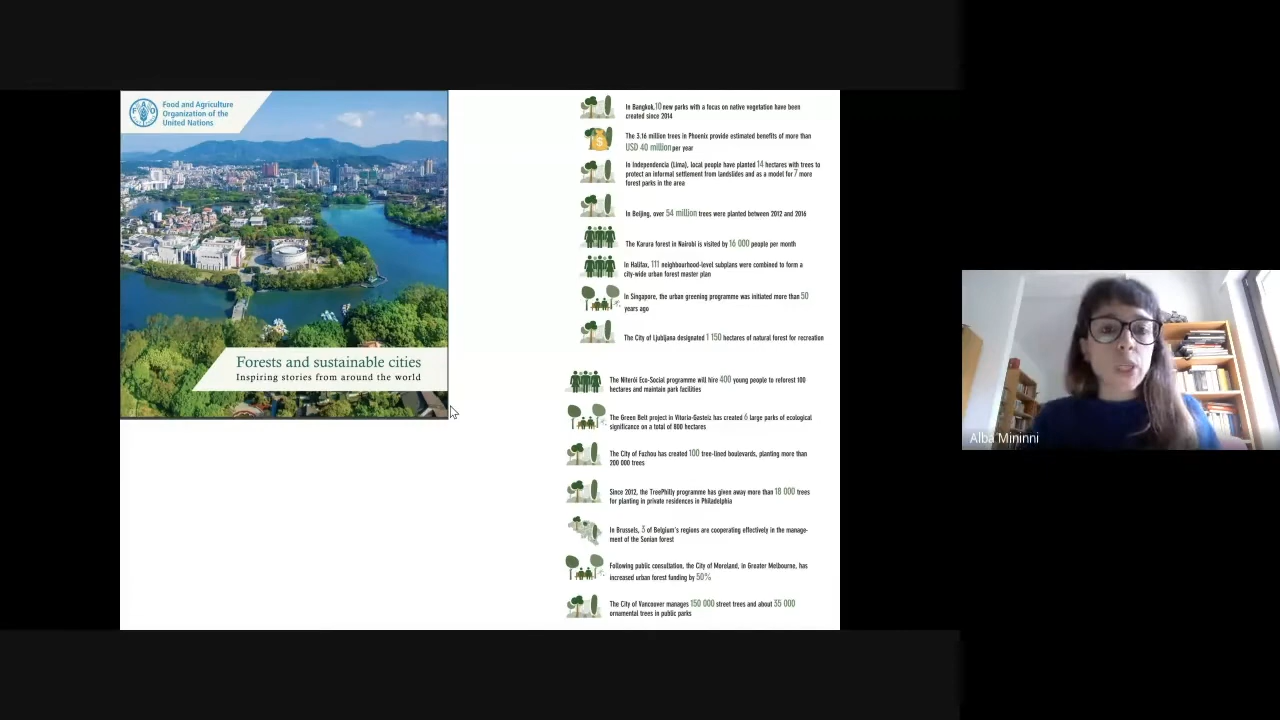 FAO
Food and Agriculture
Organization of the
United Nations
Forests and sustainable cities
Inspiring stories from around the world
In Bangkok,10 new parks with a focus on native vegetation have been
created since 2014
The 3.16 million trees in Phoenix provide estimated benefits of more than
USD 40 million per year
In Independencia (Lima), local people have planted 14 hectares with trees to
protect an informal settlement from landslides and as a model for 7 more
forest parks in the area
In Beijing, over 54 million trees were planted between 2012 and 2016
The Karura forest in Nairobi is visited by 16 000 people per month
In Halifax, 111 neighbourhood-level subplans were combined to form a
city-wide urban forest master plan
In Singapore, the urban greening programme was initiated more than 50
years ago
The City of Ljubljana designated 1 150 hectares of natural forest for recreation
The Niterói Eco-Social programme will hire 400 young people to reforest 100
hectares and maintain park facilities
The Green Belt project in Vitoria-Gasteiz has created 6 large parks of ecological
significance on a total of 800 hectares
The City of Fuzhou has created 100 tree-lined boulevards, planting more than
200 000 trees
Since 2012, the TreePhilly programme has given away more than 18 000 trees
for planting in private residences in Philadelphia
In Brussels, 3 of Belgium's regions are cooperating effectively in the manage-
ment of the Sonian forest
Following public consultation, the City of Moreland, in Greater Melbourne, has
increased urban forest funding by 50%
The City of Vancouver manages 150 000 street trees and about 35 000
ornamental trees in public parks
Alba Mininni